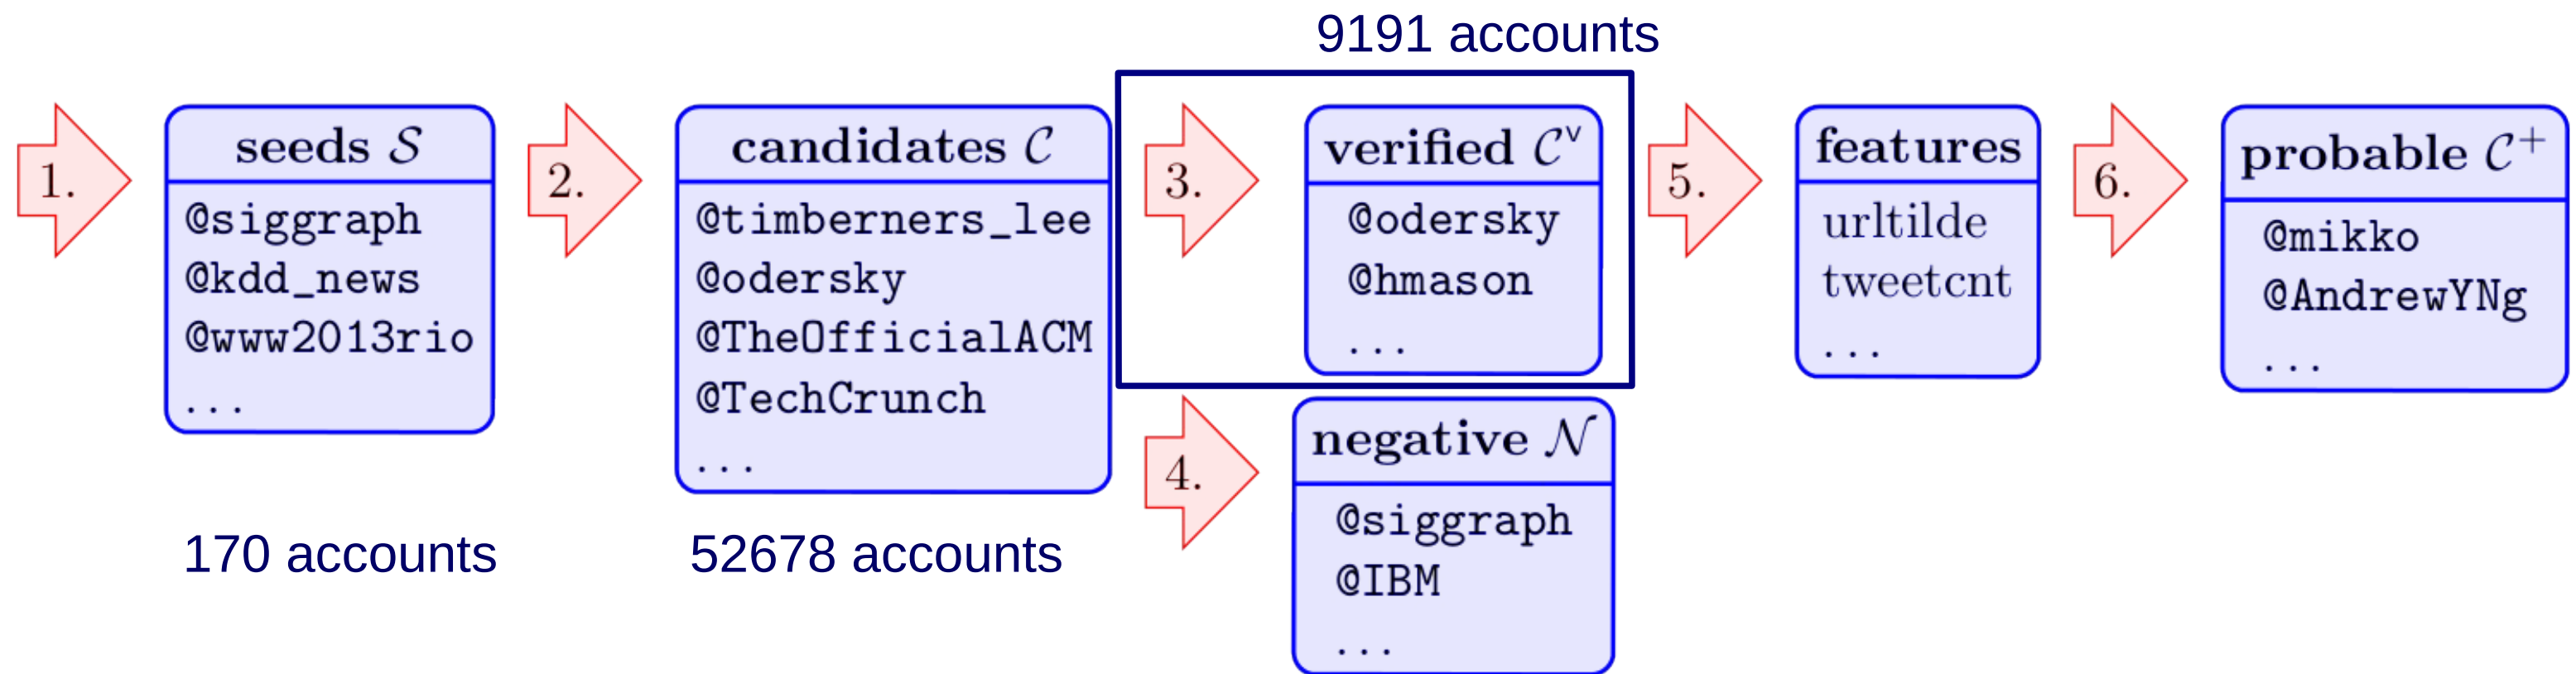 9191 accounts
1.
seeds 𝒮
@siggraph
@kdd_news
@www2013rio
...
170 accounts
2.
candidates 𝒞
@timberners_lee
@odersky
@TheOfficialACM
@TechCrunch
...
52678 accounts
3.
verified 𝒞ᵛ
@odersky
@hmason
...
4.
negative 𝒩
@siggraph
@IBM
...
5.
features
urltilde
tweetcnt
...
6.
probable 𝒞⁺
@mikko
@AndrewYNg
...